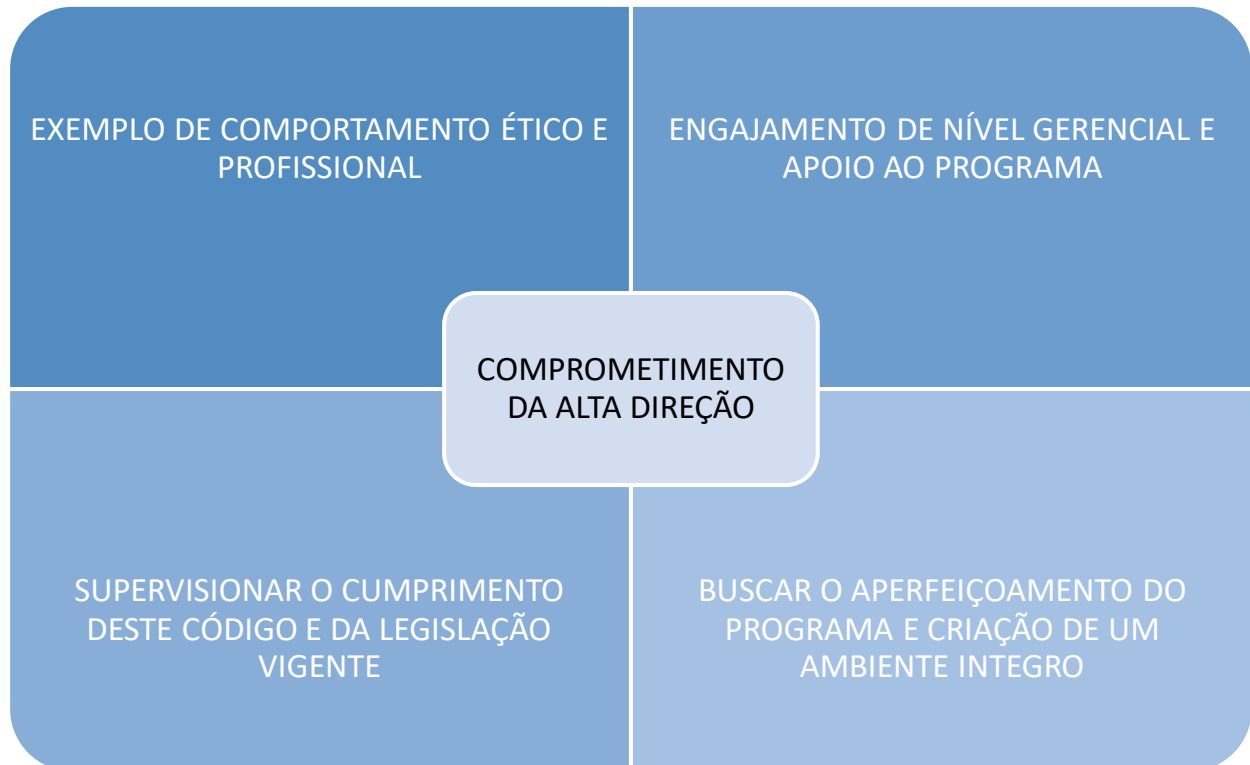 EXEMPLO DE COMPORTAMENTO ÉTICO E
PROFISSIONAL
ENGAJAMENTO DE NÍVEL GERENCIAL E
APOIO AO PROGRAMA
COMPROMETIMENTO
DA ALTA DIREÇÃO
SUPERVISIONAR O CUMPRIMENTO
DESTE CÓDIGO E DA LEGISLAÇÃO
VIGENTE
BUSCAR O APERFEIÇOAMENTO DO
PROGRAMA E CRIAÇÃO DE UM
AMBIENTE INTEGRO